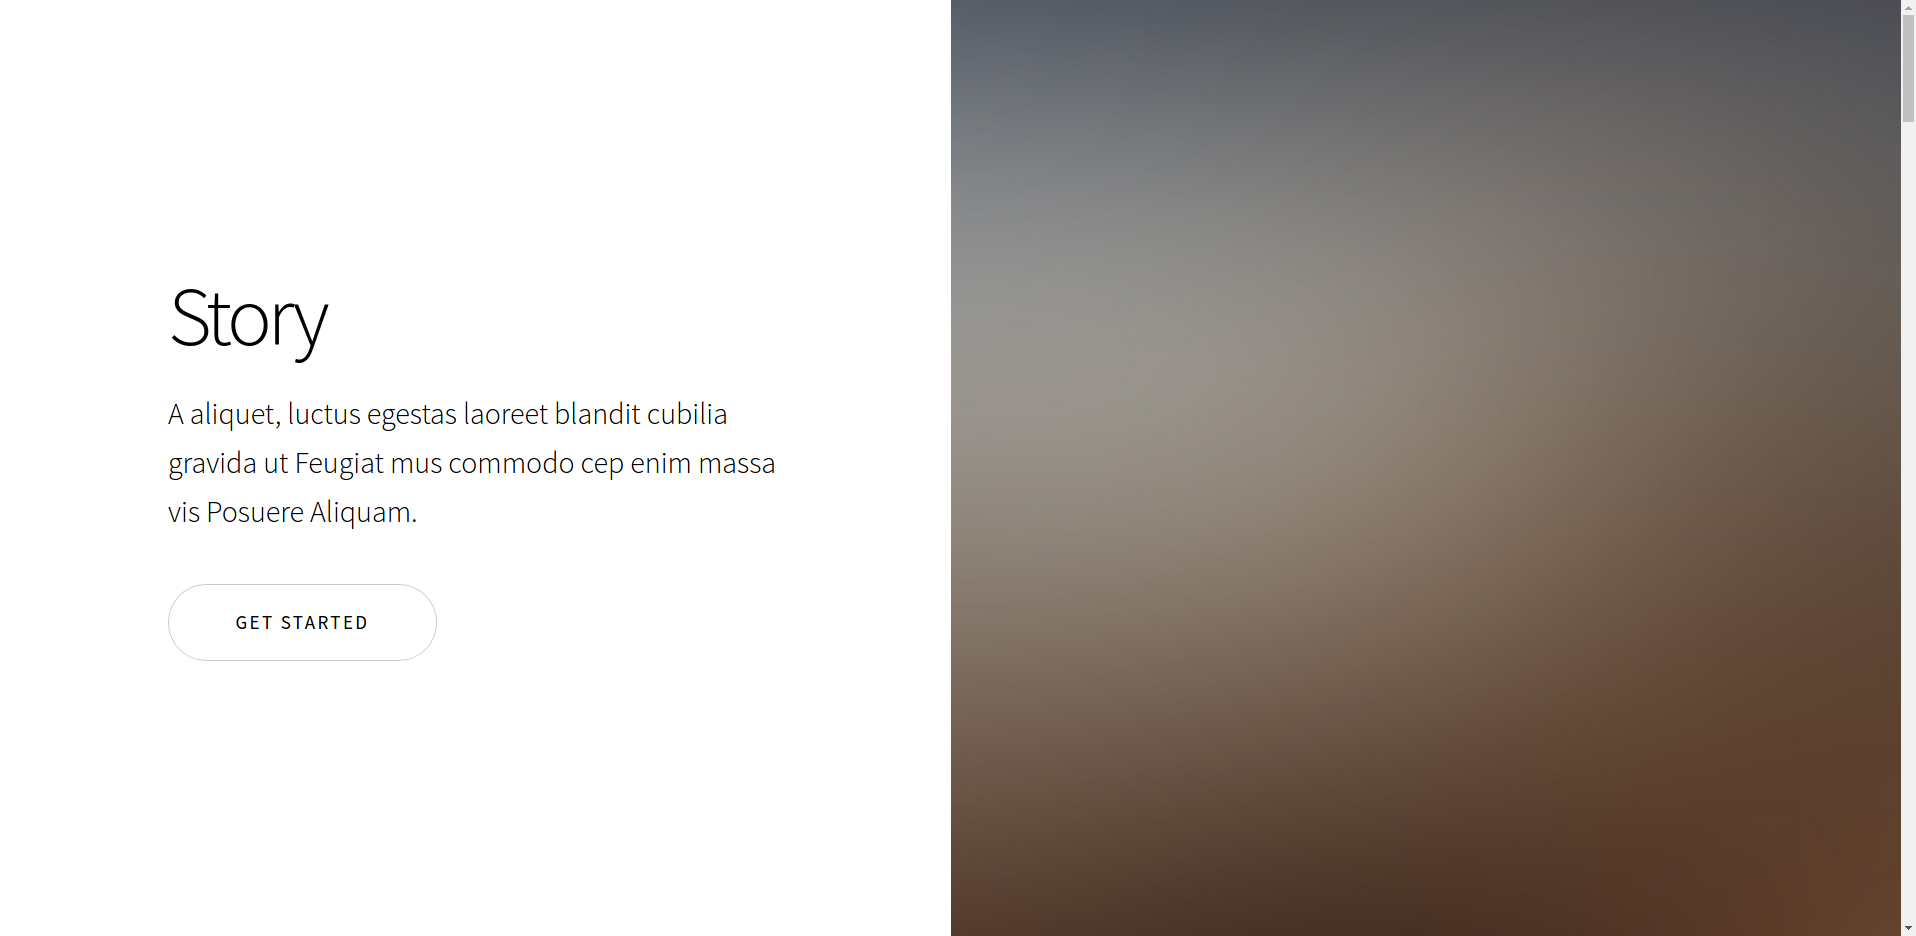 Story
A aliquet, luctus egestas laoreet blandit cubilia
gravida ut Feugiat mus commodo cep enim massa
vis Posuere Aliquam.
GET STARTED